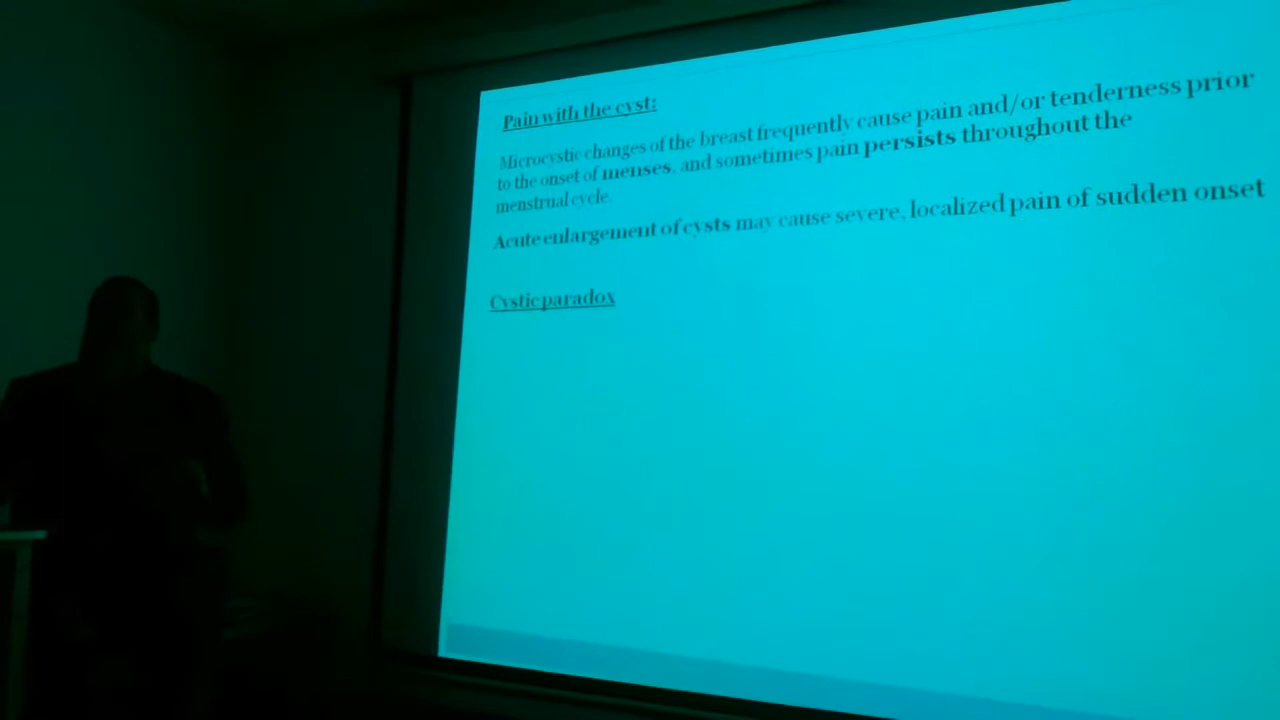 Pain with the cyst:
Microcystic changes of the breast frequently cause pain and/or tenderness prior
to the onset of menses, and sometimes pain persists throughout the
menstrual cycle.
Acute enlargement of cysts may cause severe, localized pain of sudden onset
Cystic paradox